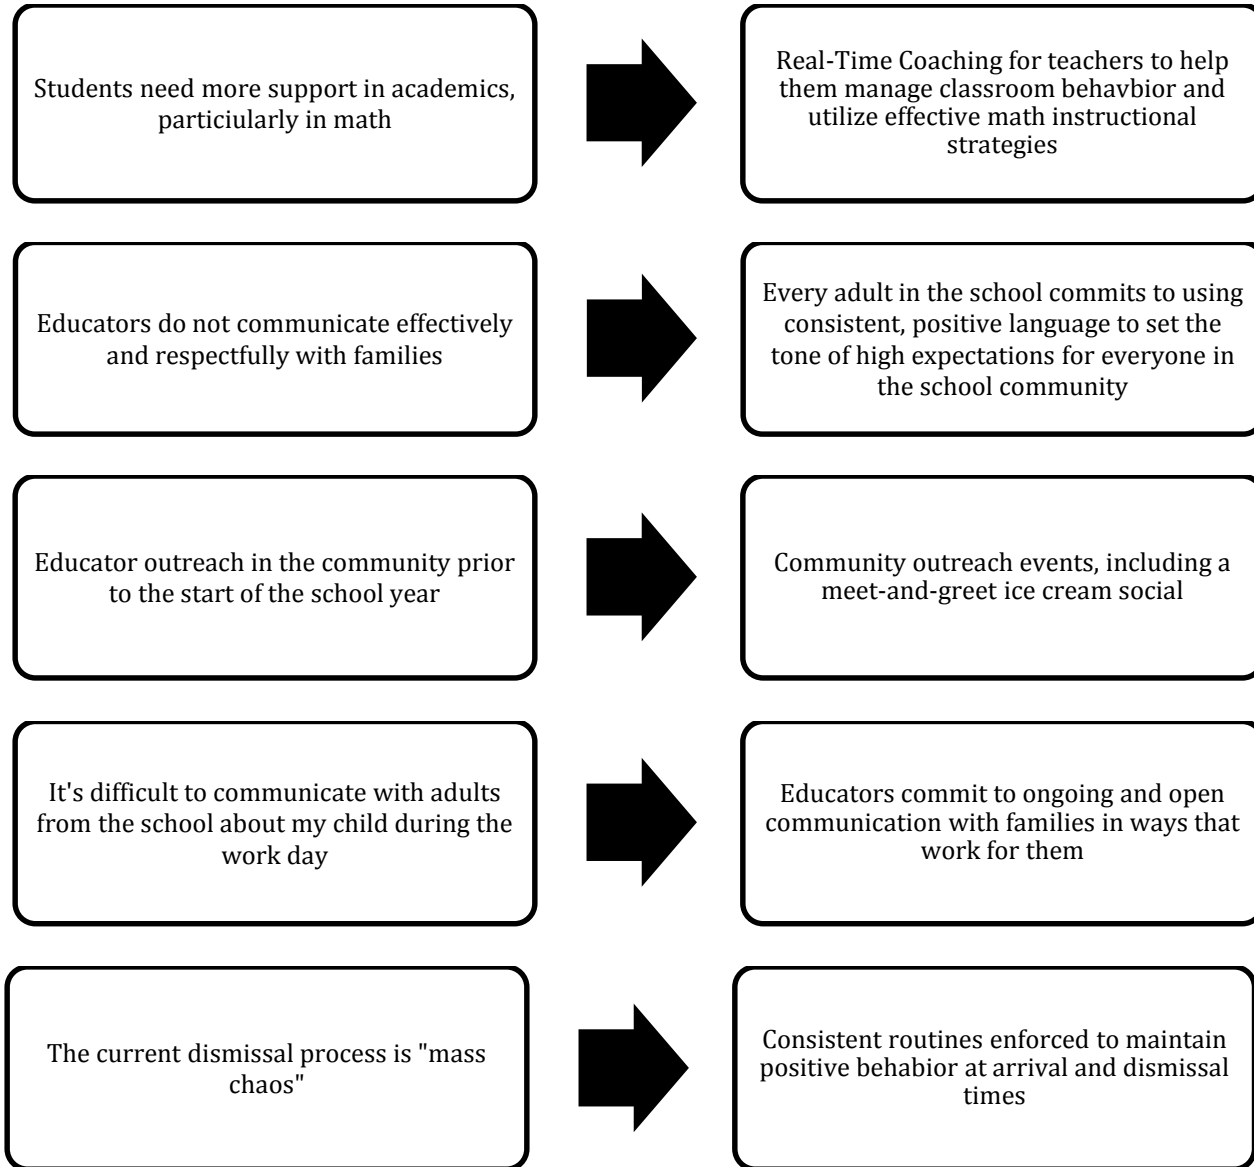 Students need more support in academics,
particiularly in math
Real-Time Coaching for teachers to help
them manage classroom behavbior and
utilize effective math instructional
strategies
Educators do not communicate effectively
and respectfully with families
Every adult in the school commits to using
consistent, positive language to set the
tone of high expectations for everyone in
the school community
Educator outreach in the community prior
to the start of the school year
Community outreach events, including a
meet-and-greet ice cream social
It's difficult to communicate with adults
from the school about my child during the
work day
Educators commit to ongoing and open
communication with families in ways that
work for them
The current dismissal process is "mass
chaos"
Consistent routines enforced to maintain
positive behabior at arrival and dismissal
times